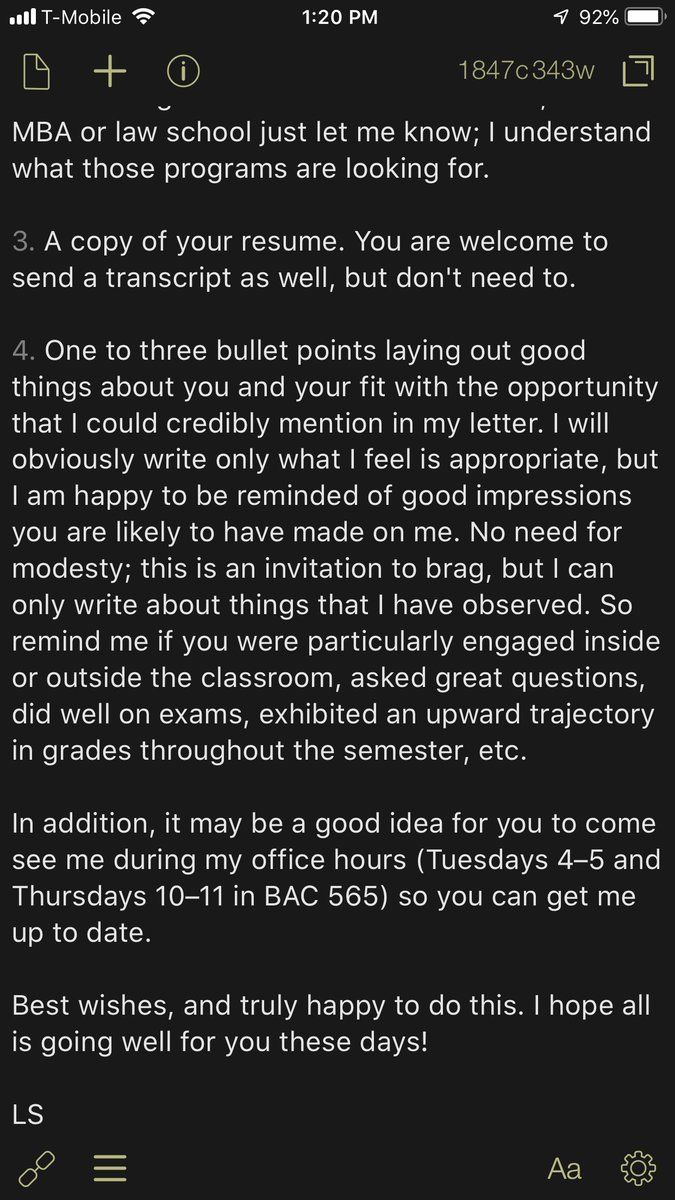 T-Mobile 1:20 PM 92%
1847c343w
MBA or law school just let me know; I understand
what those programs are looking for.
3. A copy of your resume. You are welcome to
send a transcript as well, but don't need to.
4. One to three bullet points laying out good
things about you and your fit with the opportunity
that I could credibly mention in my letter. I will
obviously write only what I feel is appropriate, but
I am happy to be reminded of good impressions
you are likely to have made on me. No need for
modesty; this is an invitation to brag, but I can
only write about things that I have observed. So
remind me if you were particularly engaged inside
or outside the classroom, asked great questions,
did well on exams, exhibited an upward trajectory
in grades throughout the semester, etc.
In addition, it may be a good idea for you to come
see me during my office hours (Tuesdays 4–5 and
Thursdays 10–11 in BAC 565) so you can get me
up to date.
Best wishes, and truly happy to do this. I hope all
is going well for you these days!
LS
Aa